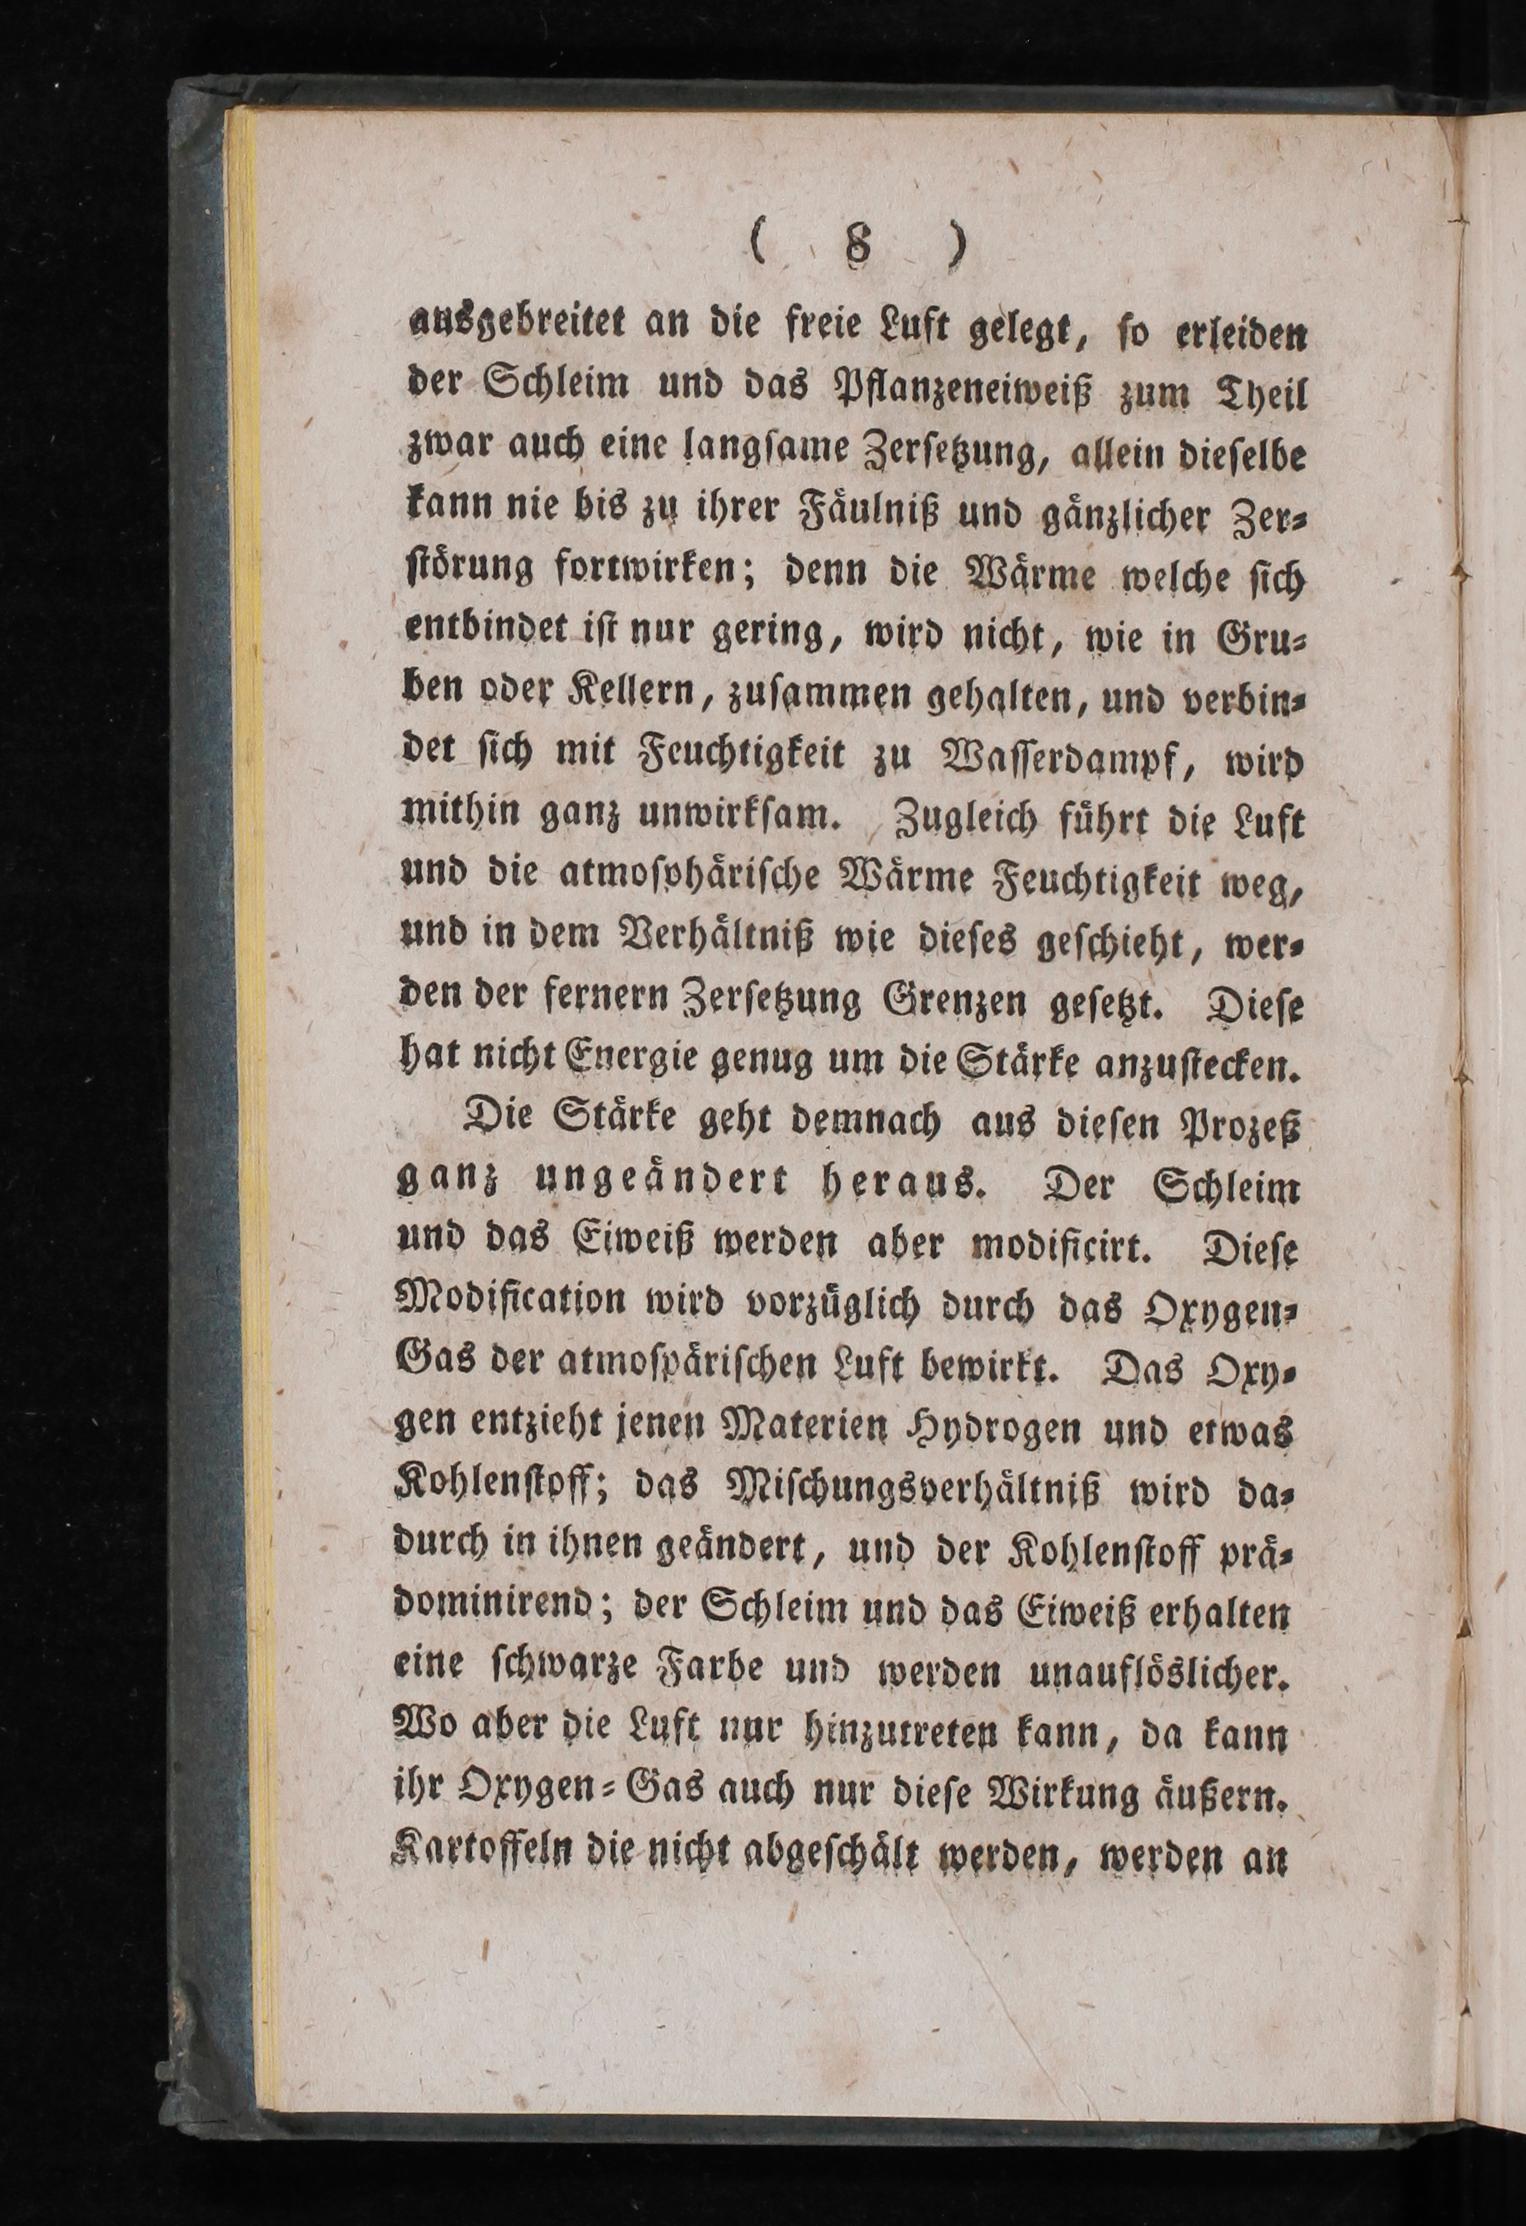 ( 8 )
ausgebreitet an die freie Luft gelegt, ſo erleiden
der Schleim und das Pflanzeneiweiß zum Theil
zwar auch eine langſame Zerſetzung, allein dieſelbe
kann nie bis zu ihrer Fäulniß und gänzlicher Zer⸗
ſtörung fortwirken; denn die Wärme welche ſich
entbindet iſt nur gering, wird nicht, wie in Gru⸗
ben oder Kellern, zuſammen gehalten, und verbin⸗
det ſich mit Feuchtigkeit zu Waſſerdampf, wird
mithin ganz unwirkſam. Zugleich führt die Luft
und die atmoſphäriſche Wärme Feuchtigkeit weg,
und in dem Verhältniß wie dieſes geſchieht, wer⸗
den der fernern Zerſetzung Grenzen geſetzt. Dieſe
hat nicht Energie genug um die Stärke anzuſtecken.
Die Stärke geht demnach aus dieſen Prozeß
ganz ungeändert heraus. Der Schleim
und das Eiweiß werden aber modificirt. Dieſe
Modification wird vorzüglich durch das Oxygen⸗
Gas der atmoſpäriſchen Luft bewirkt. Das Oxy⸗
gen entzieht jenen Materien Hydrogen und etwas
Kohlenſtoff; das Miſchungsverhältniß wird da⸗
durch in ihnen geändert, und der Kohlenſtoff prä⸗
dominirend; der Schleim und das Eiweiß erhalten
eine ſchwarze Farbe und werden unauflöslicher.
Wo aber die Luft nur hinzutreten kann, da kann
ihr Oxygen⸗Gas auch nur dieſe Wirkung äußern.
Kartoffeln die nicht abgeſchält werden, werden an